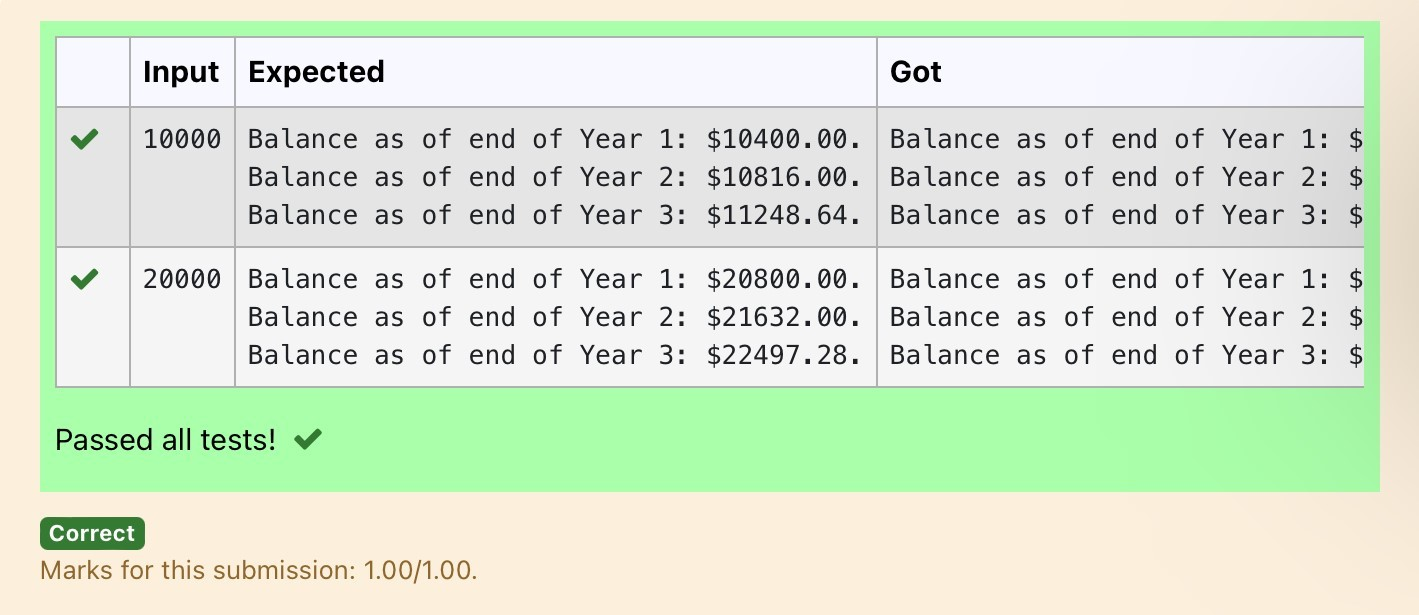 Input Expected Got
10000 Balance as of end of Year 1: $10400.00. Balance as of end of Year 1: $
Balance as of end of Year 2: $10816.00. Balance as of end of Year 2: $
Balance as of end of Year 3: $11248.64. Balance as of end of Year 3: $
20000 Balance as of end of Year 1: $20800.00. Balance as of end of Year 1: $
Balance as of end of Year 2: $21632.00. Balance as of end of Year 2: $
Balance as of end of Year 3: $22497.28. Balance as of end of Year 3: $
Passed all tests!
Correct
Marks for this submission: 1.00/1.00.